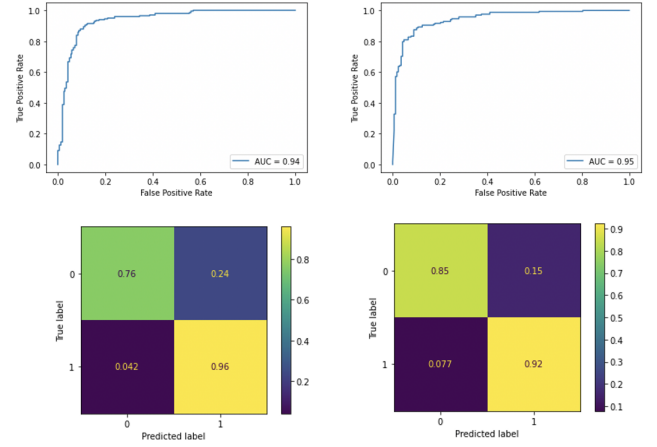 1.0
0.8
0.6
0.4
0.2
0.0
True Positive Rate
AUC = 0.94
0.0 0.2 0.4 0.6 0.8 1.0
False Positive Rate
1.0
0.8
0.6
0.4
0.2
0.0
True Positive Rate
AUC = 0.95
0.0 0.2 0.4 0.6 0.8 1.0
False Positive Rate
True label
0
1
0.76 0.24
0.042 0.96
0 1
Predicted label
0.8
0.6
0.4
0.2
True label
0
1
0.85 0.15
0.077 0.92
0 1
Predicted label
0.9
0.8
0.7
0.6
0.5
0.4
0.3
0.2
0.1